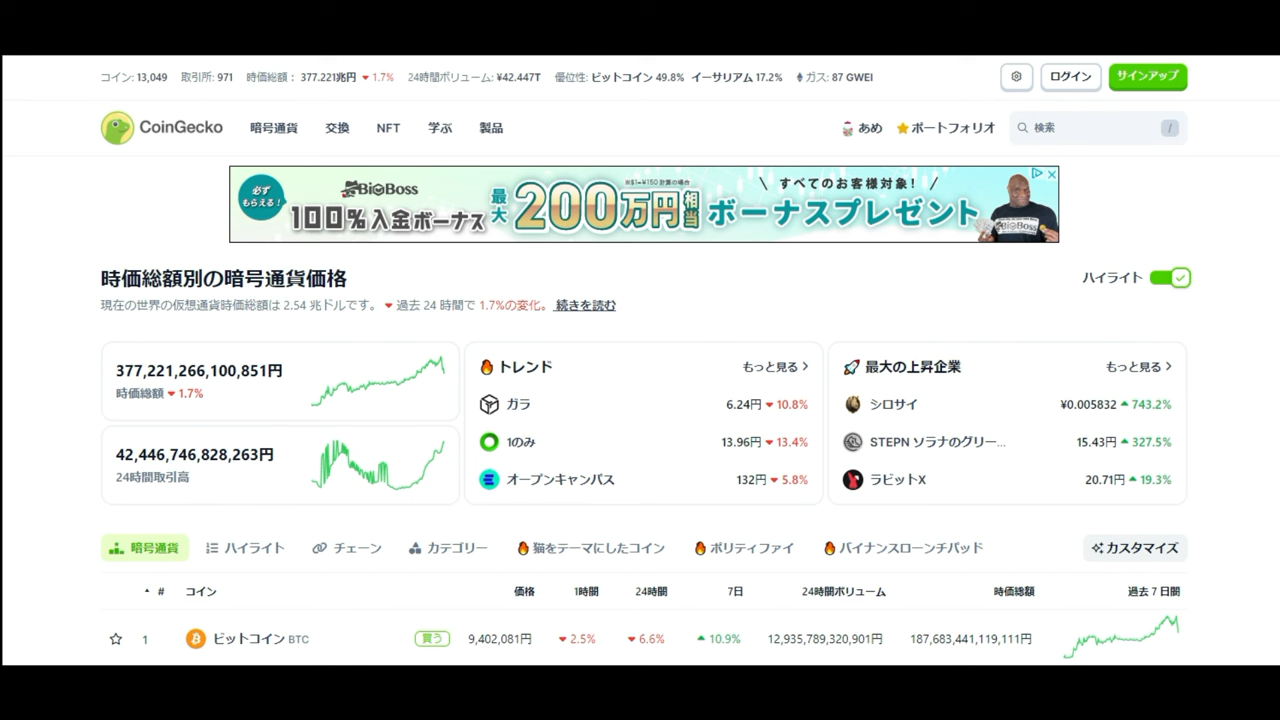 コイン: 13,049 取引所: 971 時価総額： 377.221兆円 1.7% 24時間ボリューム: ¥42.447T 優位性: ビットコイン 49.8% イーサリアム 17.2% ガス: 87 GWEI
ログイン サインアップ
CoinGecko 暗号通貨 交換 NFT 学ぶ 製品 あめ ポートフォリオ 検索 /
必ず もらえる！ BigBoss 100%入金ボーナス 最大 ※$1=¥150計算の場合 200万円相当 \ すべてのお客様対象！ / ボーナスプレゼント BigBoss
時価総額別の暗号通貨価格 ハイライト
現在の世界の仮想通貨時価総額は 2.54 兆ドルです。 過去 24 時間で 1.7%の変化。 続きを読む
377,221,266,100,851円
時価総額 1.7%
42,446,746,828,263円
24時間取引高
トレンド もっと見る
ガラ 6.24円 10.8%
1のみ 13.96円 13.4%
オープンキャンパス 132円 5.8%
最大の上昇企業 もっと見る
シロサイ ¥0.005832 743.2%
STEPN ソラナのグリー... 15.43円 327.5%
ラビットX 20.71円 19.3%
暗号通貨 ハイライト チェーン カテゴリー 猫をテーマにしたコイン ポリティファイ バイナンスローンチパッド カスタマイズ
# コイン 価格 1時間 24時間 7日 24時間ボリューム 時価総額 過去 7 日間
1 ビットコイン BTC 買う 9,402,081円 2.5% 6.6% 10.9% 12,935,789,320,901円 187,683,441,119,111円